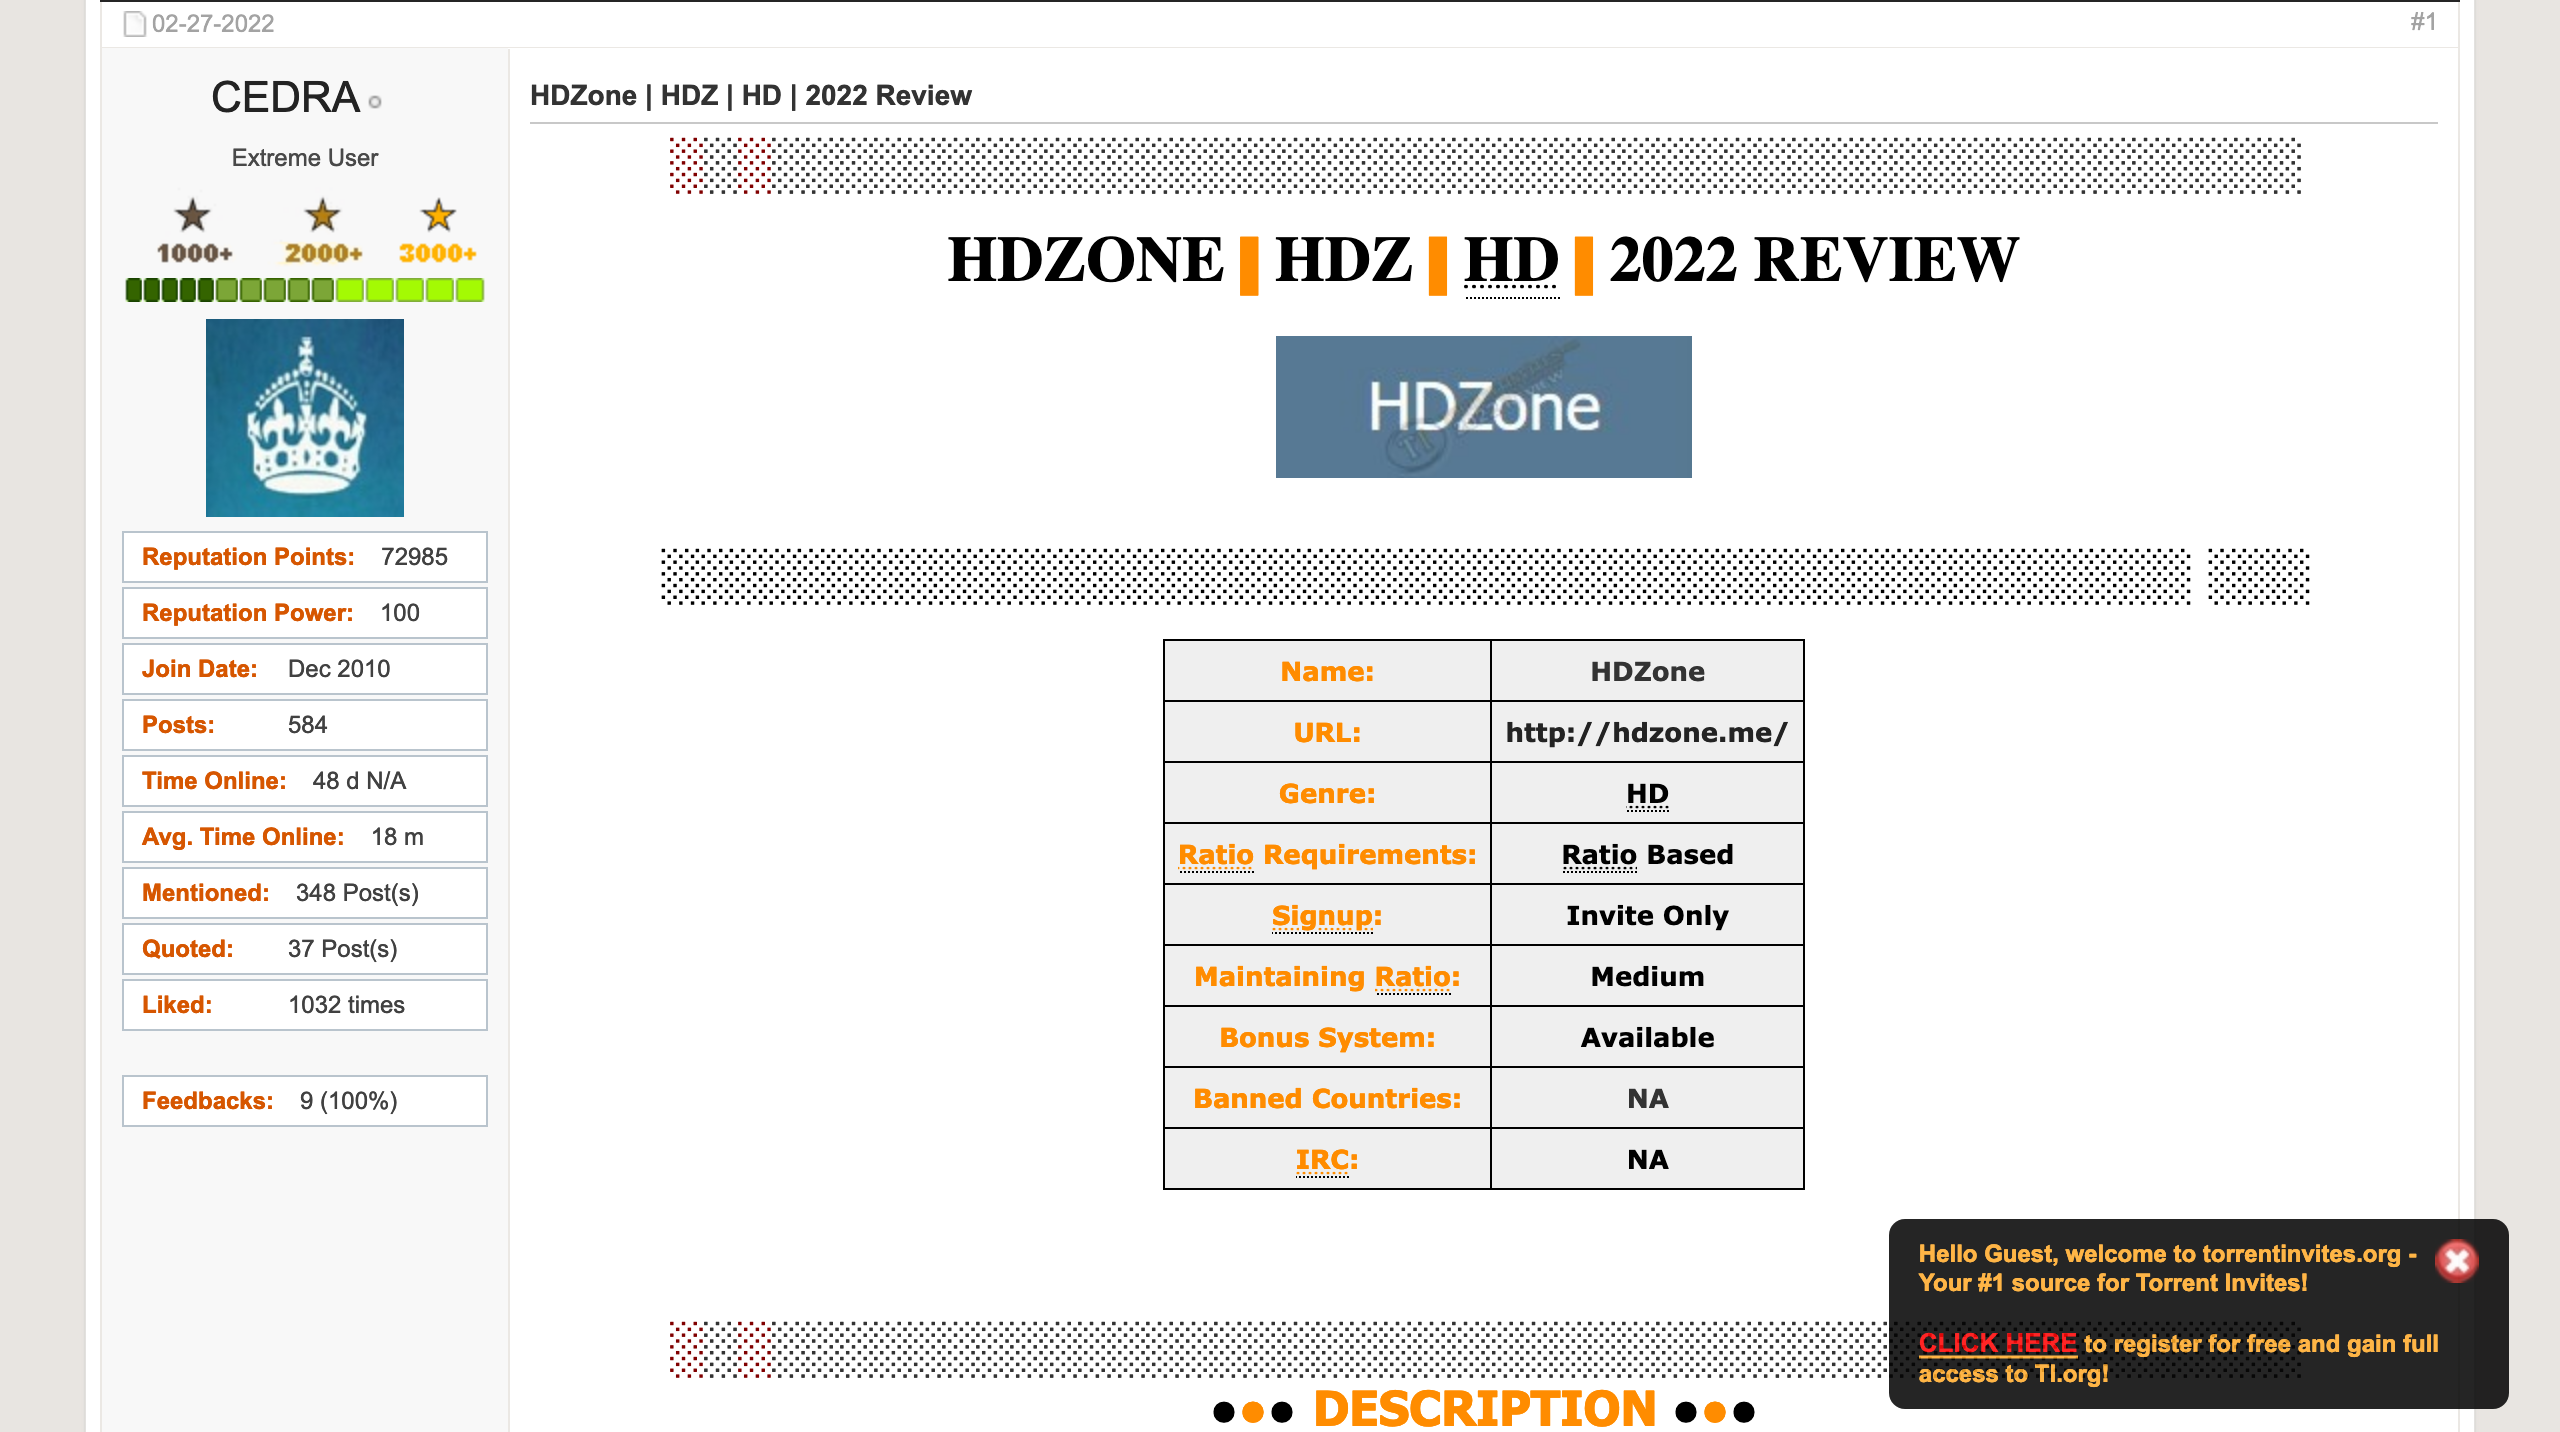 02-27-2022
#1
CEDRA
Extreme User
1000+ 2000+ 3000+
Reputation Points: 72985
Reputation Power: 100
Join Date: Dec 2010
Posts: 584
Time Online: 48 d N/A
Avg. Time Online: 18 m
Mentioned: 348 Post(s)
Quoted: 37 Post(s)
Liked: 1032 times
Feedbacks: 9 (100%)
HDZone | HDZ | HD | 2022 Review
HDZONE | HDZ | HD | 2022 REVIEW
HDZone
Name: HDZone
URL: http://hdzone.me/
Genre: HD
Ratio Requirements: Ratio Based
Signup: Invite Only
Maintaining Ratio: Medium
Bonus System: Available
Banned Countries: NA
IRC: NA
●●● DESCRIPTION ●●●
Hello Guest, welcome to torrentinvites.org -
Your #1 source for Torrent Invites!
CLICK HERE to register for free and gain full
access to TI.org!